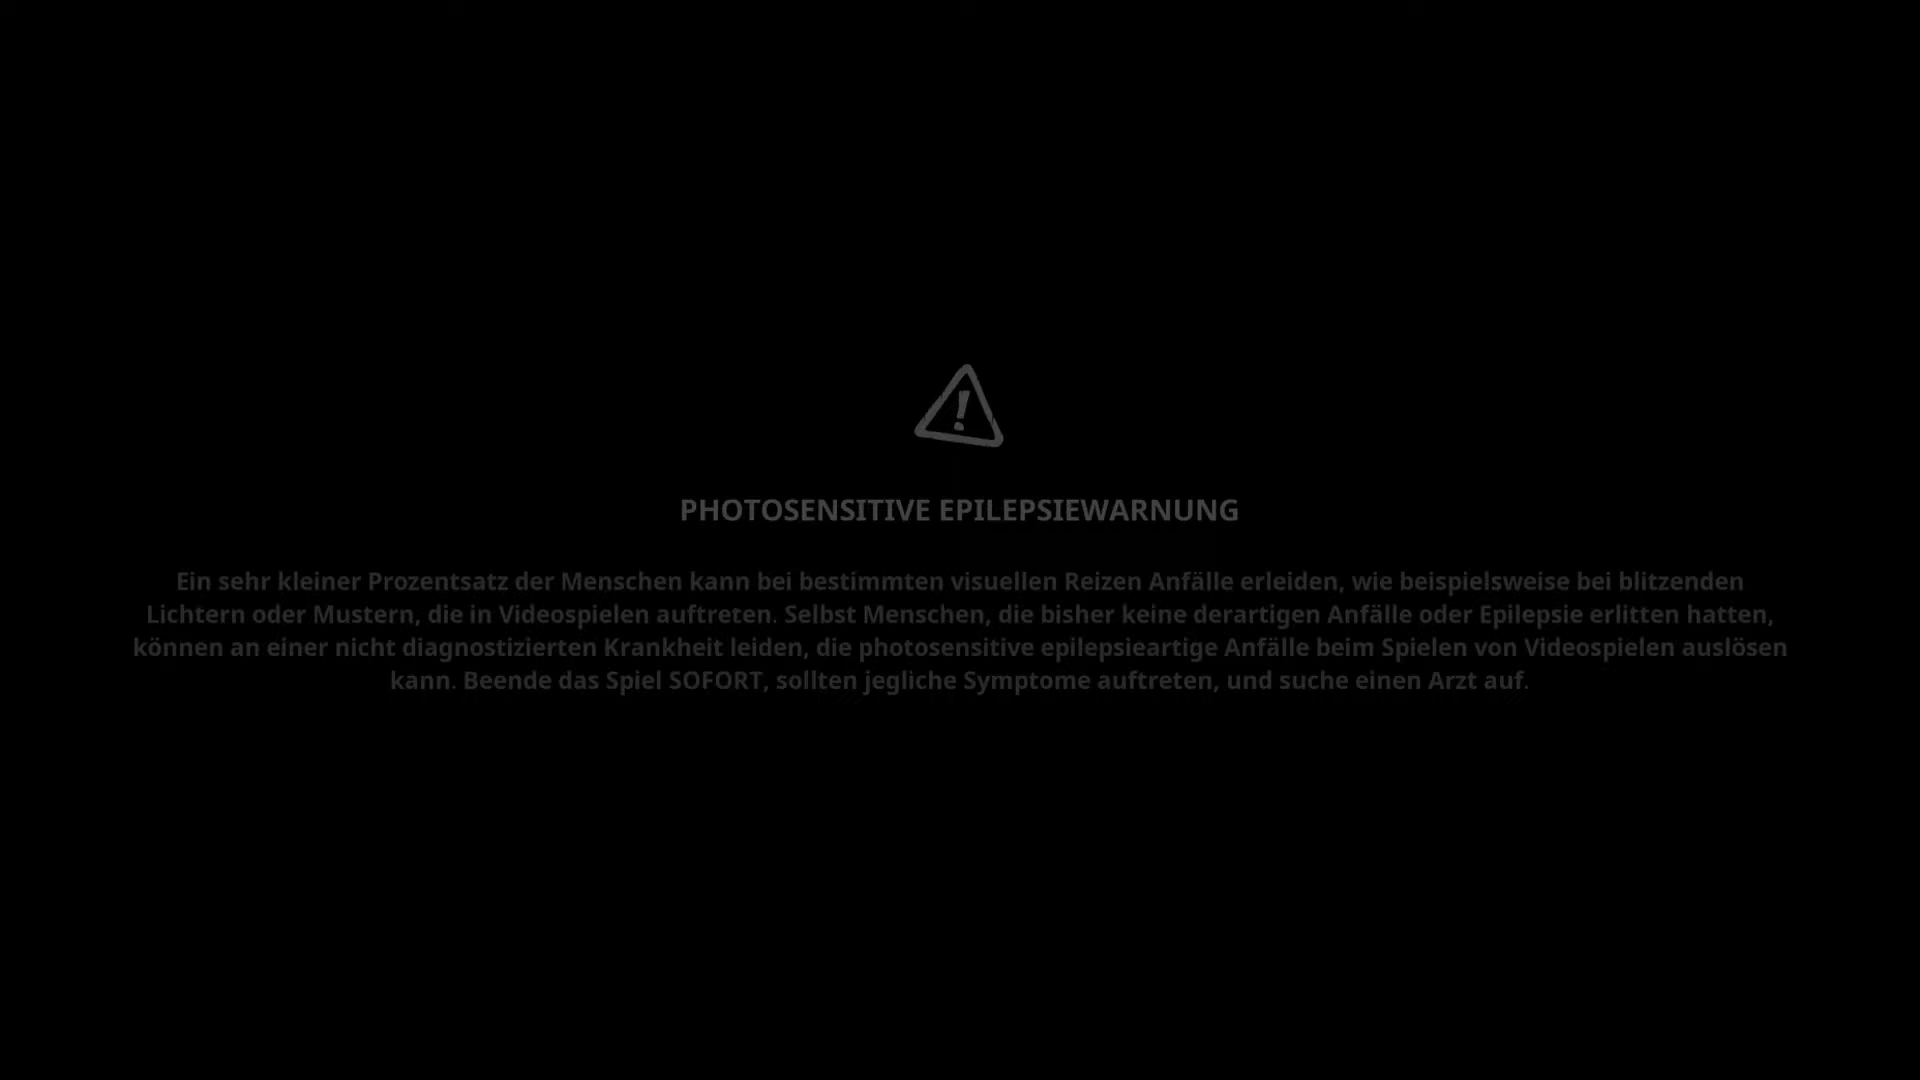 PHOTOSENSITIVE EPILEPSIEWARNUNG
Ein sehr kleiner Prozentsatz der Menschen kann bei bestimmten visuellen Reizen Anfälle erleiden, wie beispielsweise bei blitzenden
Lichtern oder Mustern, die in Videospielen auftreten. Selbst Menschen, die bisher keine derartigen Anfälle oder Epilepsie erlitten hatten,
können an einer nicht diagnostizierten Krankheit leiden, die photosensitive epilepsieartige Anfälle beim Spielen von Videospielen auslösen
kann. Beende das Spiel SOFORT, sollten jegliche Symptome auftreten, und suche einen Arzt auf.